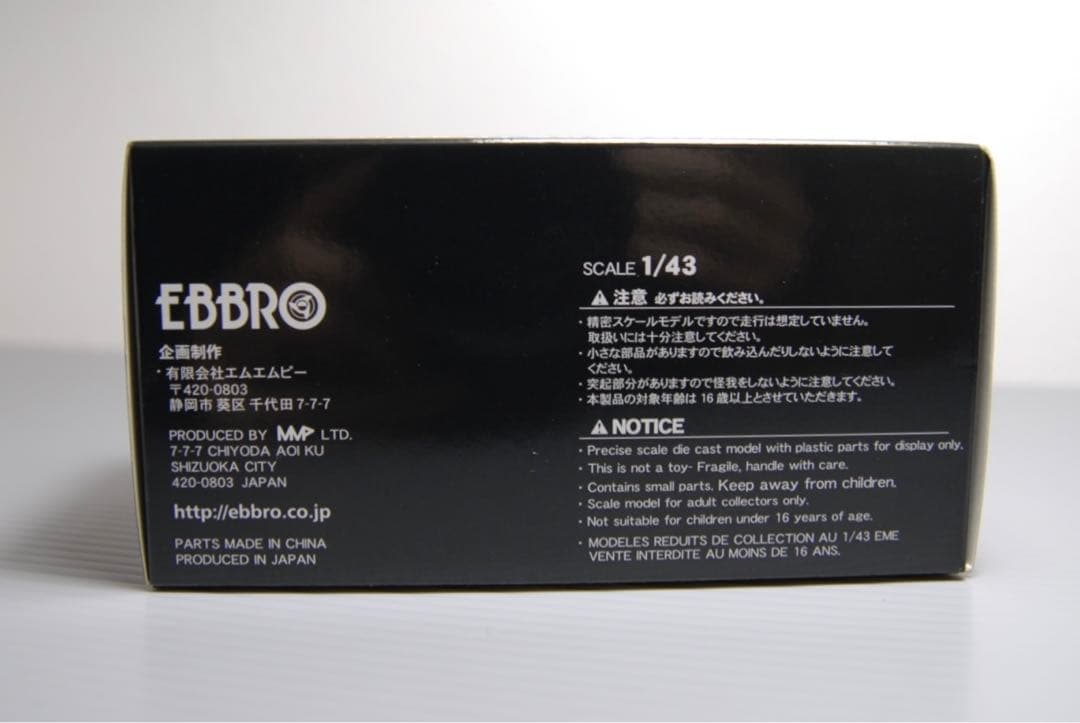 EBBRO
企画制作
・有限会社エムエムピー
〒420-0803
静岡市 葵区 千代田 7-7-7
PRODUCED BY MMP LTD.
7-7-7 CHIYODA AOI KU
SHIZUOKA CITY
420-0803 JAPAN
http://ebbro.co.jp
PARTS MADE IN CHINA
PRODUCED IN JAPAN
SCALE 1/43
⚠ 注意 必ずお読みください。
・精密スケールモデルですので走行は想定していません。
取扱いには十分注意してください。
・小さな部品がありますので飲み込んだりしないように注意して
ください。
・突起部分がありますので怪我をしないように注意してください。
・本製品の対象年齢は 16 歳以上とさせていただきます。
⚠ NOTICE
・Precise scale die cast model with plastic parts for display only.
・This is not a toy- Fragile, handle with care.
・Contains small parts. Keep away from children.
・Scale model for adult collectors only.
・Not suitable for children under 16 years of age.
・MODELES REDUITS DE COLLECTION AU 1/43 EME
VENTE INTERDITE AU MOINS DE 16 ANS.